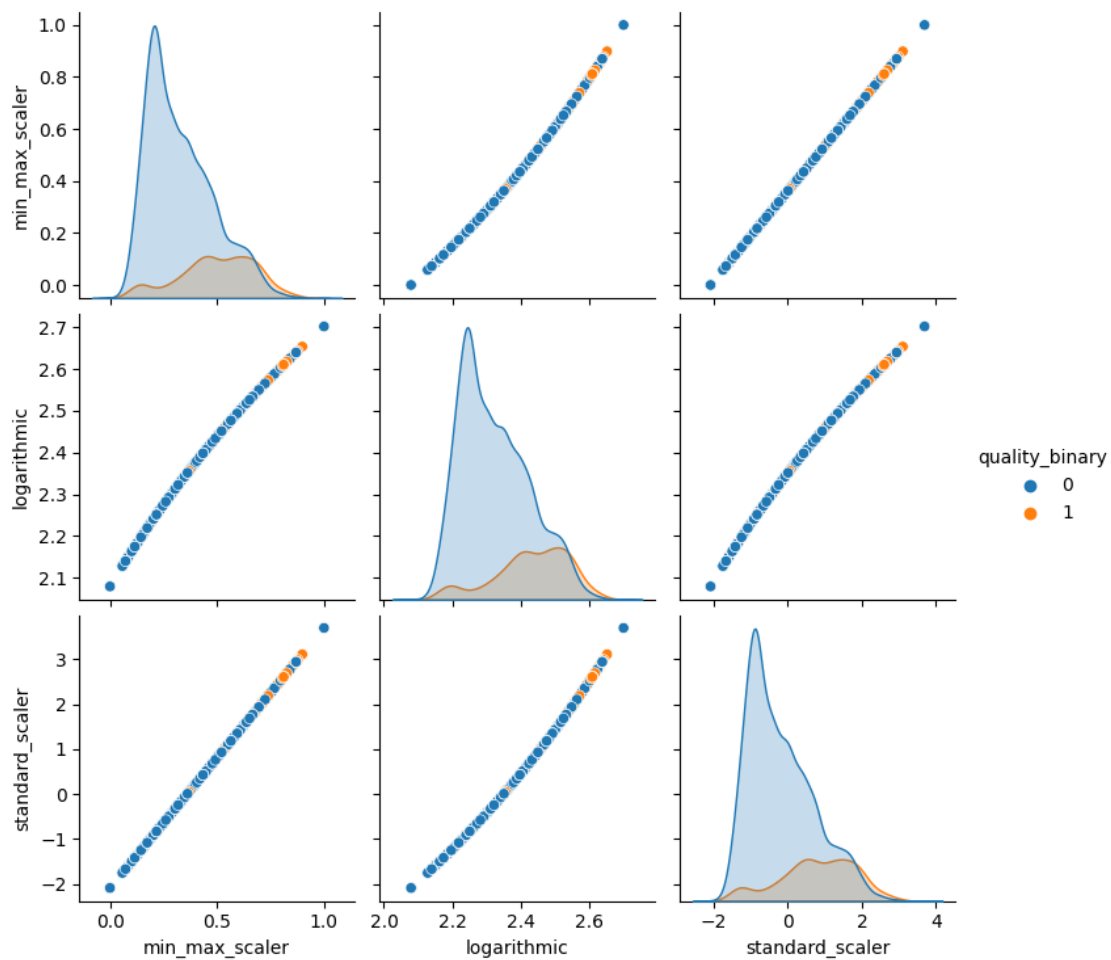 1.0
0.8
0.6
0.4
0.2
0.0
min_max_scaler
2.7
2.6
2.5
2.4
2.3
2.2
2.1
logarithmic
quality_binary
0
1
3
2
1
0
−1
−2
standard_scaler
0.0 0.5 1.0
min_max_scaler
2.0 2.2 2.4 2.6
logarithmic
−2 0 2 4
standard_scaler